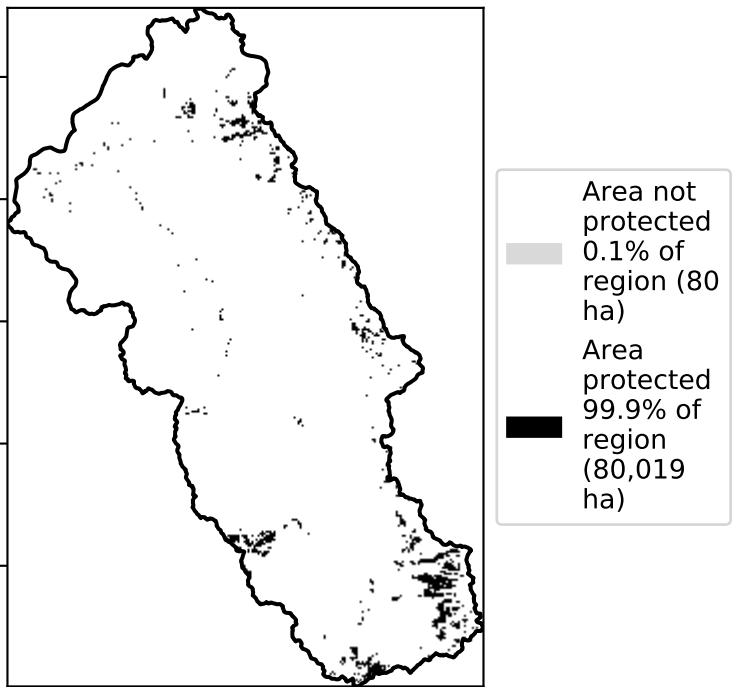 Area not
protected
0.1% of
region (80
ha)
Area
protected
99.9% of
region
(80,019
ha)